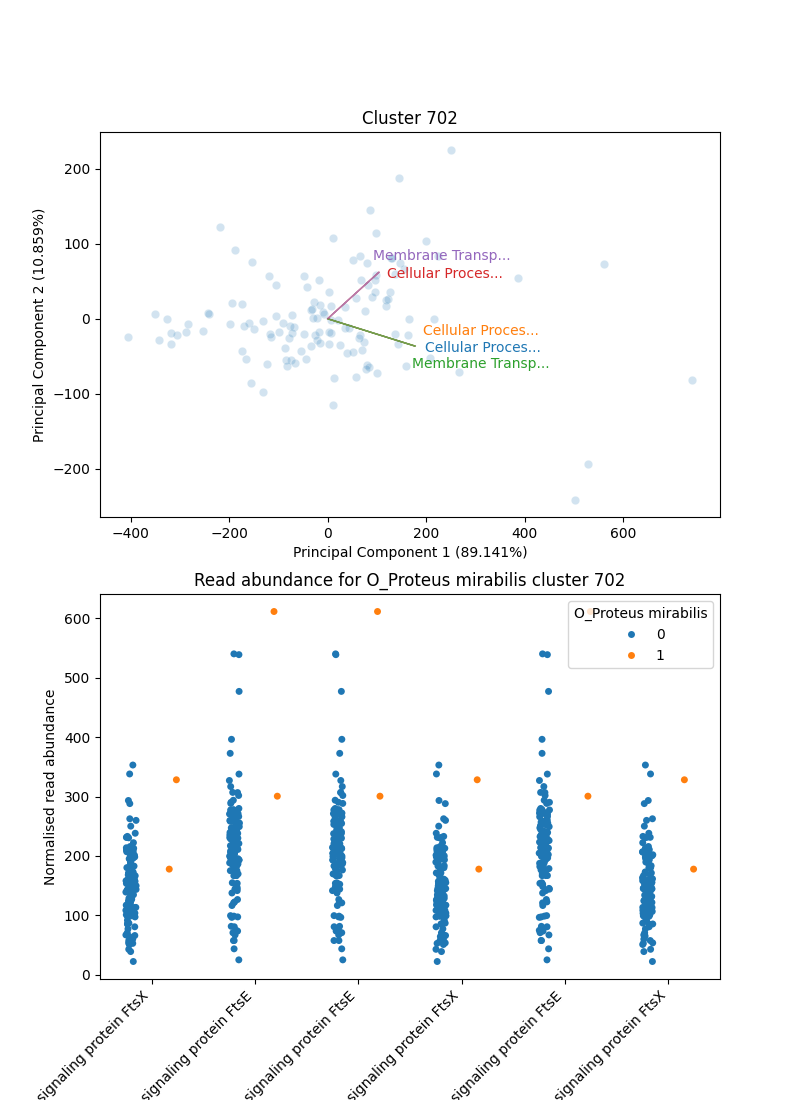 Cluster 702
Principal Component 2 (10.859%)
200
100
0
−100
−200
Membrane Transp...
Cellular Proces...
Cellular Proces...
Cellular Proces...
Membrane Transp...
−400
−200
0
200
400
600
Principal Component 1 (89.141%)
Read abundance for O_Proteus mirabilis cluster 702
Normalised read abundance
600
500
400
300
200
100
0
O_Proteus mirabilis
0
1
signaling protein FtsX
signaling protein FtsE
signaling protein FtsE
signaling protein FtsX
signaling protein FtsE
signaling protein FtsX